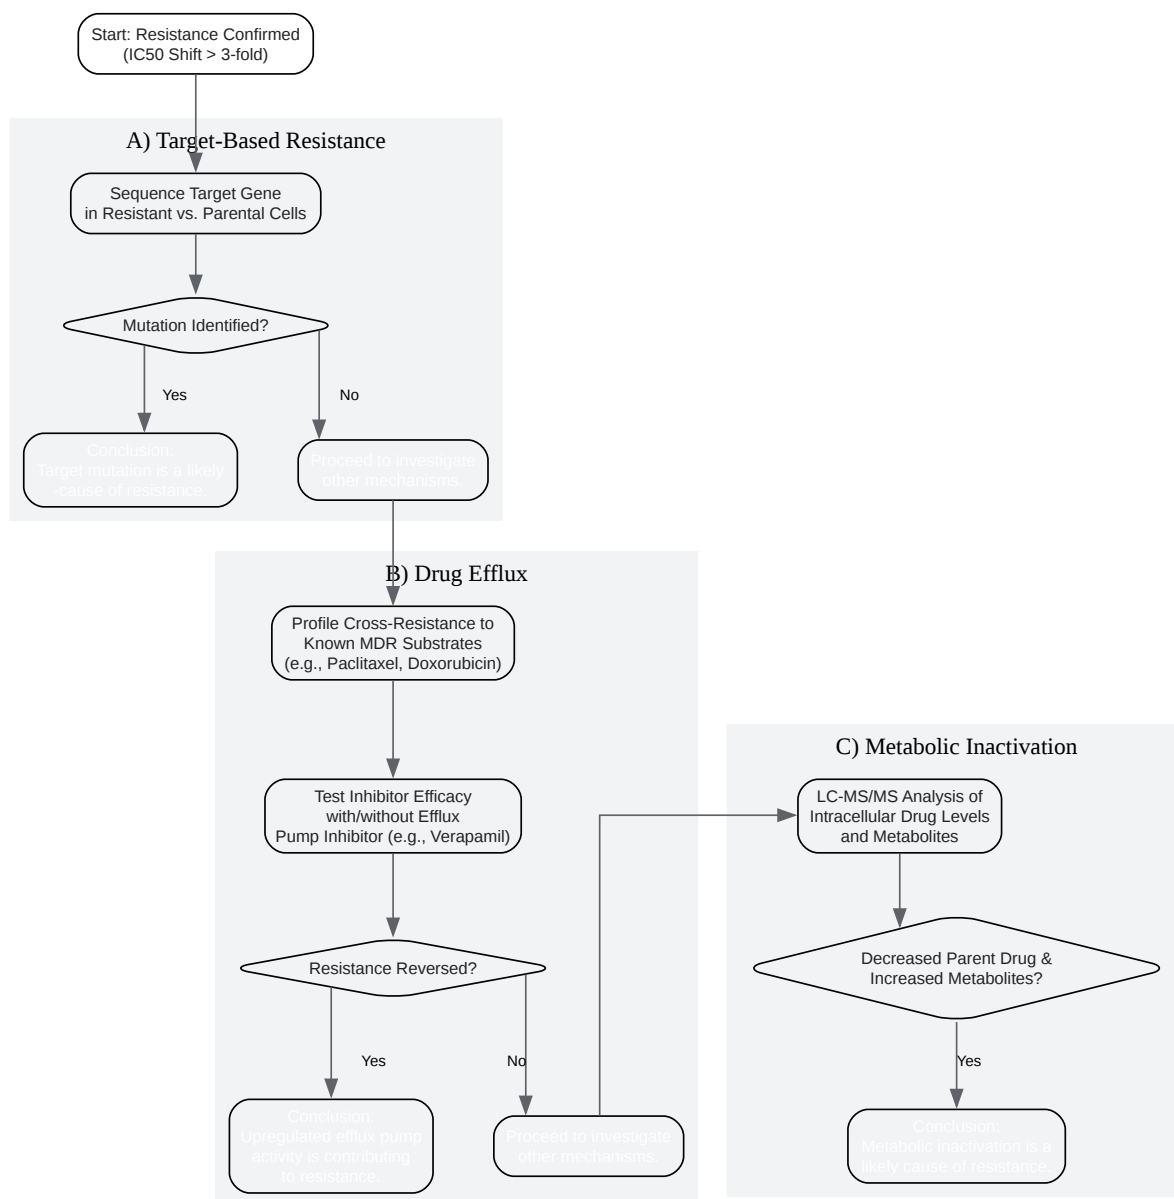 Start: Resistance Confirmed
(IC50 Shift > 3-fold)
A) Target-Based Resistance
Sequence Target Gene
in Resistant vs. Parental Cells
Mutation Identified?
Yes
No
Conclusion:
Target mutation is a likely
-cause of resistance.
Proceed to investigate
other mechanisms.
B) Drug Efflux
Profile Cross-Resistance to
Known MDR Substrates
(e.g., Paclitaxel, Doxorubicin)
Test Inhibitor Efficacy
with/without Efflux
Pump Inhibitor (e.g., Verapamil)
Resistance Reversed?
Yes
No
Conclusion:
Upregulated efflux pump
activity is contributing
to resistance.
Proceed to investigate
other mechanisms.
C) Metabolic Inactivation
LC-MS/MS Analysis of
Intracellular Drug Levels
and Metabolites
Decreased Parent Drug &
Increased Metabolites?
Yes
Conclusion:
Metabolic inactivation is a
likely cause of resistance.